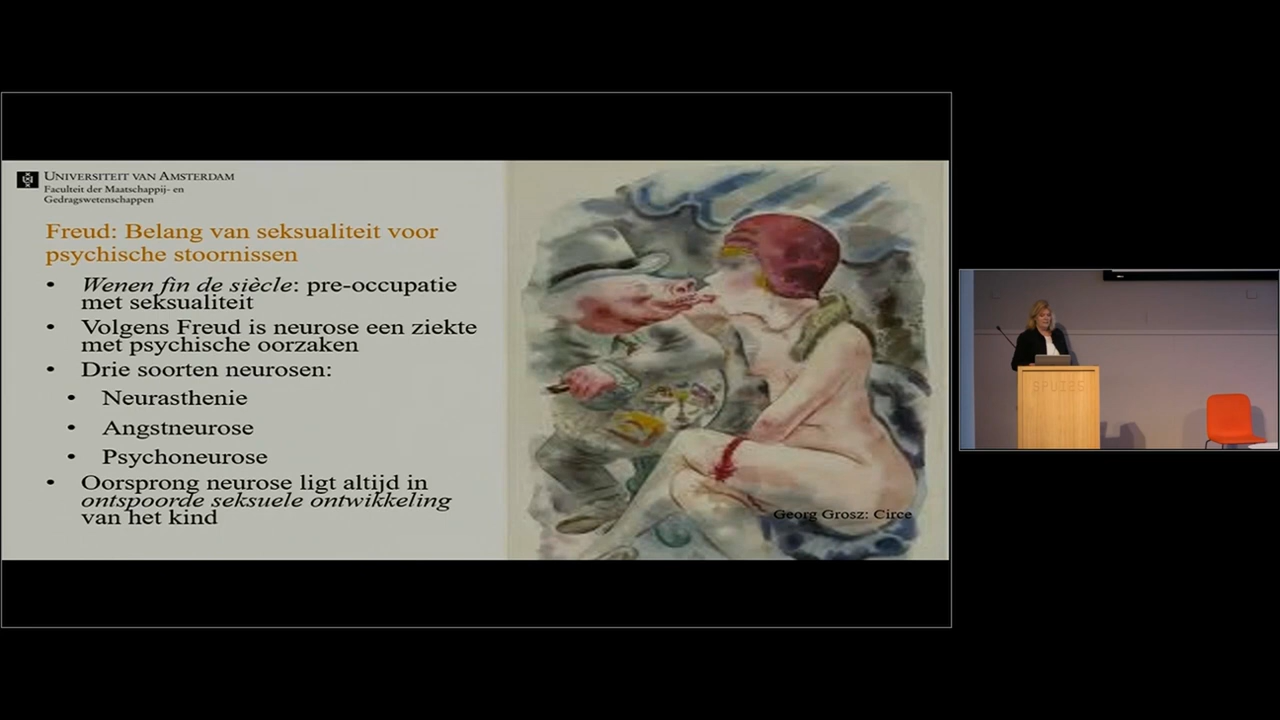 UNIVERSITEIT VAN AMSTERDAM
Faculteit der Maatschappij- en
Gedragswetenschappen
Freud: Belang van seksualiteit voor
psychische stoornissen
• Wenen fin de siècle: pre-occupatie
met seksualiteit
• Volgens Freud is neurose een ziekte
met psychische oorzaken
• Drie soorten neurosen:
• Neurasthenie
• Angstneurose
• Psychoneurose
• Oorsprong neurose ligt altijd in
ontspoorde seksuele ontwikkeling
van het kind
Georg Grosz: Circe
SPUI25